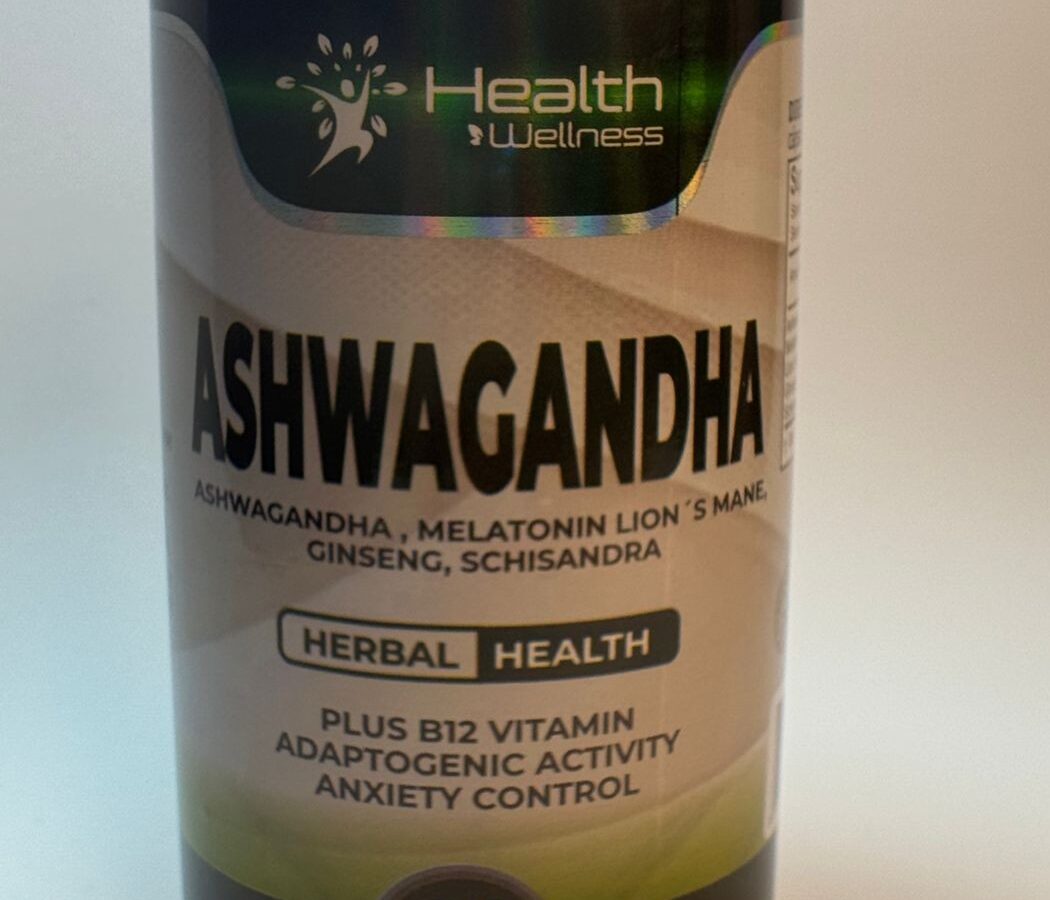 Health
Wellness
ASHWAGANDHA
ASHWAGANDHA , MELATONIN LION ´S MANE,
GINSENG, SCHISANDRA
HERBAL HEALTH
PLUS B12 VITAMIN
ADAPTOGENIC ACTIVITY
ANXIETY CONTROL